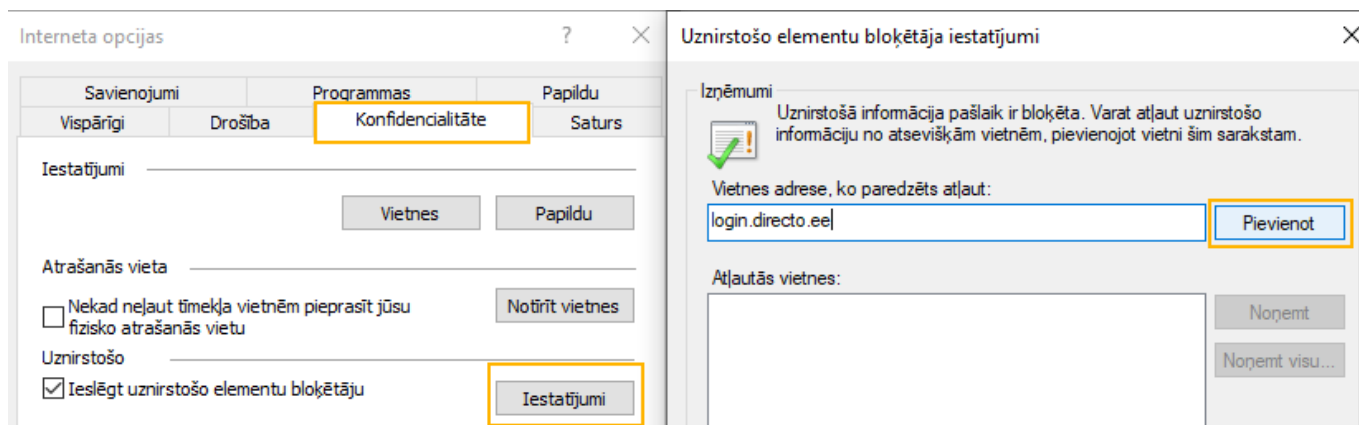 Interneta opcijas
Savienojumi
Programmas
Papildu
Vispārīgi
Drošība
Konfidencialitāte
Saturs
Iestatījumi
Vietnes
Papildu
Atrašanās vieta
Nekad neļaut tīmekļa vietnēm pieprasīt jūsu
fizisko atrašanās vietu
Notīrīt vietnes
Uznirstošo
Ieslēgt uznirstošo elementu bloķētāju
Iestatījumi
Uznirstošo elementu bloķētāja iestatījumi
Izņēmumi
Uznirstošā informācija pašlaik ir bloķēta. Varat atļaut uznirstošo
informāciju no atsevišķām vietnēm, pievienojot vietni šim sarakstam.
Vietnes adrese, ko paredzēts atļaut:
login.directo.ee
Pievienot
Atļautās vietnes:
Noņemt
Noņemt visu...